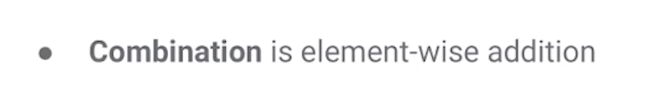 ● Combination is element-wise addition